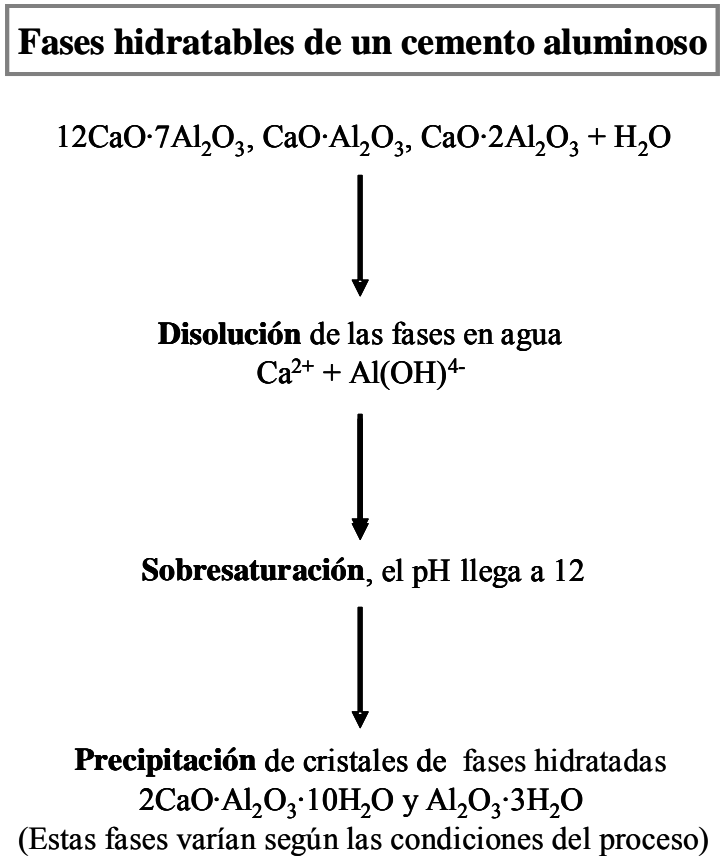 Fases hidratables de un cemento aluminoso
12CaO·7Al₂O₃, CaO·Al₂O₃, CaO·2Al₂O₃ + H₂O
Disolución de las fases en agua
Ca²⁺ + Al(OH)⁴⁻
Sobresaturación, el pH llega a 12
Precipitación de cristales de fases hidratadas
2CaO·Al₂O₃·10H₂O y Al₂O₃·3H₂O
(Estas fases varían según las condiciones del proceso)